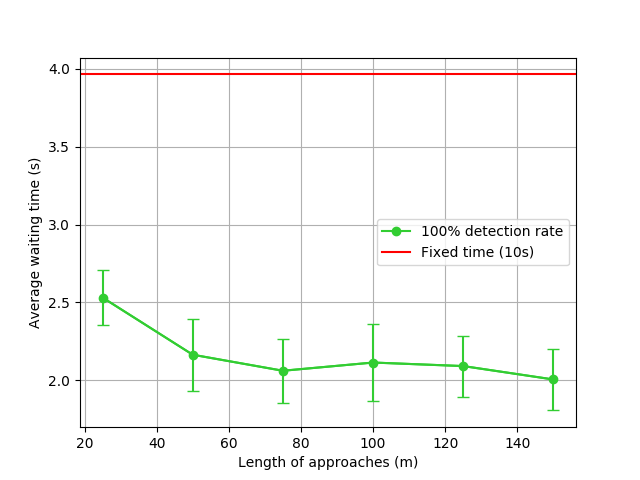 4.0
3.5
3.0
2.5
2.0
Average waiting time (s)
100% detection rate
Fixed time (10s)
20 40 60 80 100 120 140
Length of approaches (m)